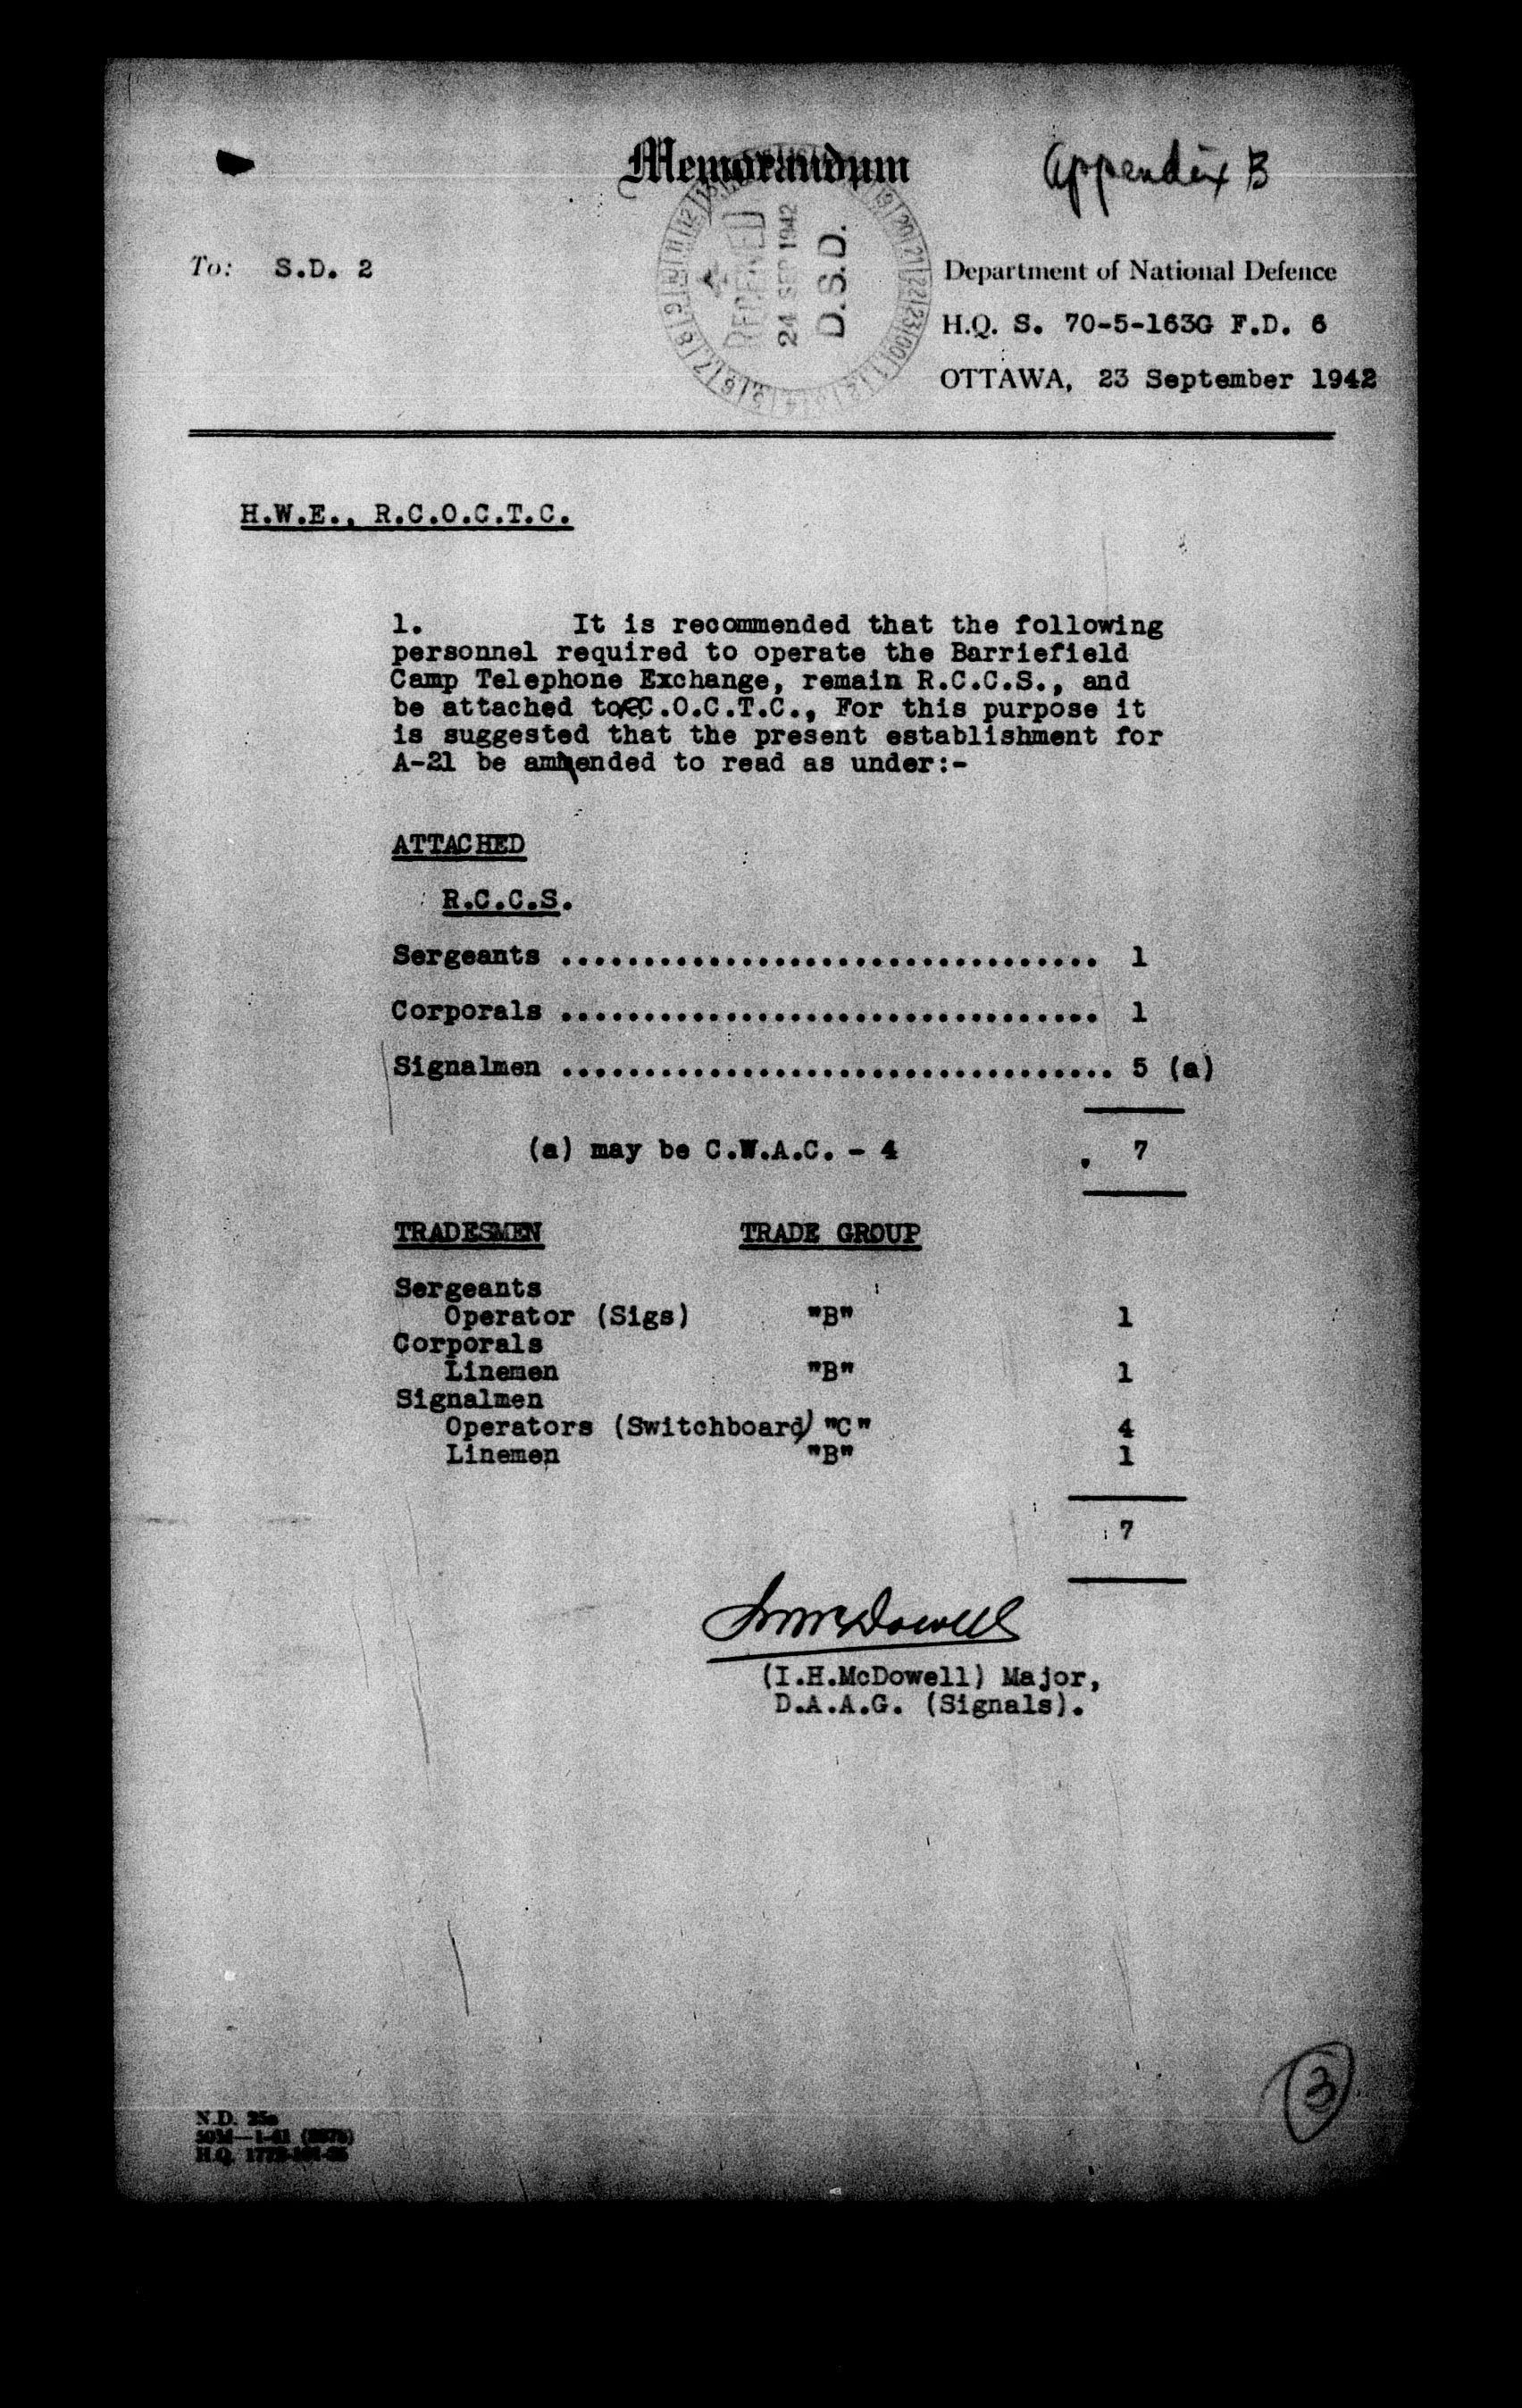 Memorandum
Appendix B
RECEIVED
24 SEP 1942
D.S.D.
To: S.D. 2
Department of National Defence
H.Q. S. 70-5-163G F.D. 6
OTTAWA, 23 September 1942
H.W.E., R.C.O.C.T.C.
1. It is recommended that the following
personnel required to operate the Barriefield
Camp Telephone Exchange, remain R.C.C.S., and
be attached to RC.O.C.T.C., For this purpose it
is suggested that the present establishment for
A-21 be amended to read as under:-
ATTACHED
R.C.C.S.
Sergeants .................................. 1
Corporals .................................. 1
Signalmen ................................... 5 (a)
(a) may be C.W.A.C. - 4 7
TRADESMEN TRADE GROUP
Sergeants
Operator (Sigs) "B" 1
Corporals
Linemen "B" 1
Signalmen
Operators (Switchboard) "C" 4
Linemen "B" 1
7
(I.H.McDowell) Major,
D.A.A.G. (Signals).
3
N.D.
H.Q.